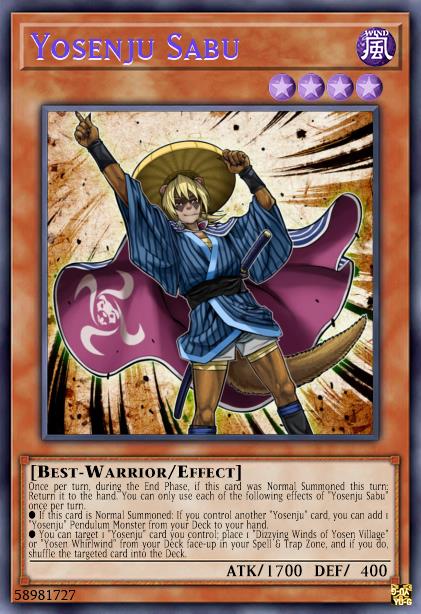 Yosenju Sabu
WIND
風
[Best-Warrior/Effect]
Once per turn, during the End Phase, if this card was Normal Summoned this turn:
Return it to the hand. You can only use each of the following effects of "Yosenju Sabu"
once per turn.
● If this card is Normal Summoned: If you control another "Yosenju" card, you can add 1
"Yosenju" Pendulum Monster from your Deck to your hand.
● You can target 1 "Yosenju" card you control; place 1 "Dizzying Winds of Yosen Village"
or "Yosen Whirlwind" from your Deck face-up in your Spell & Trap Zone, and if you do,
shuffle the targeted card into the Deck.
ATK/1700 DEF/ 400
58981727